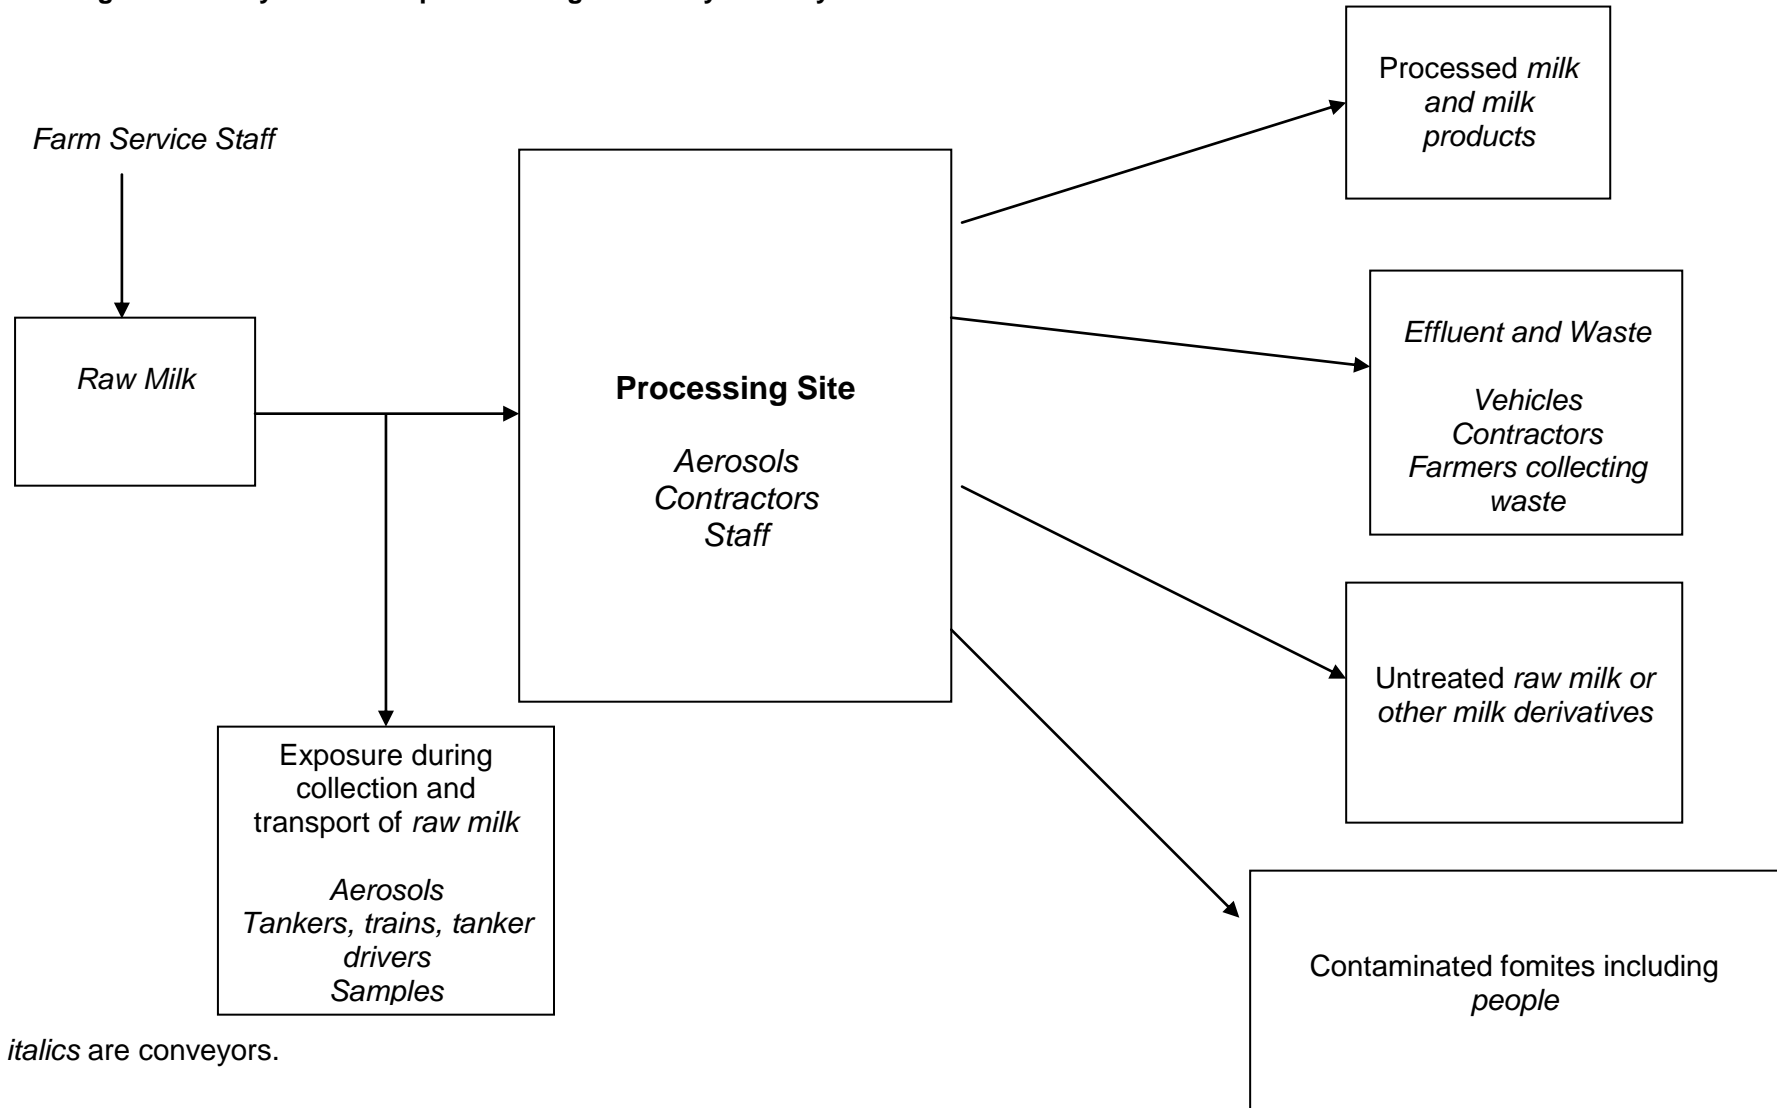 Processed milk
and milk
products
Farm Service Staff
Raw Milk
Processing Site
Aerosols
Contractors
Staff
Effluent and Waste
Vehicles
Contractors
Farmers collecting
waste
Untreated raw milk or
other milk derivatives
Exposure during
collection and
transport of raw milk
Aerosols
Tankers, trains, tanker
drivers
Samples
Contaminated fomites including
people
italics are conveyors.